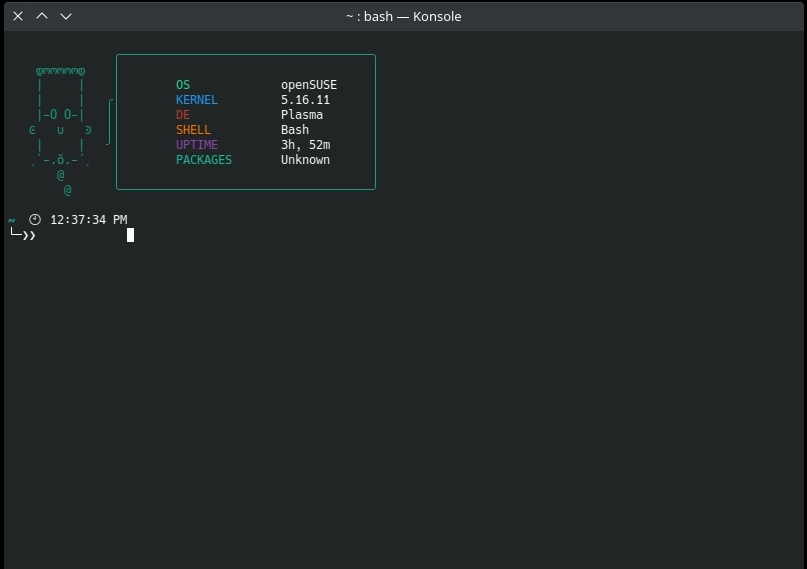 ~ : bash — Konsole
OS openSUSE
KERNEL 5.16.11
DE Plasma
SHELL Bash
UPTIME 3h, 52m
PACKAGES Unknown
~ 12:37:34 PM
╰─❯❯